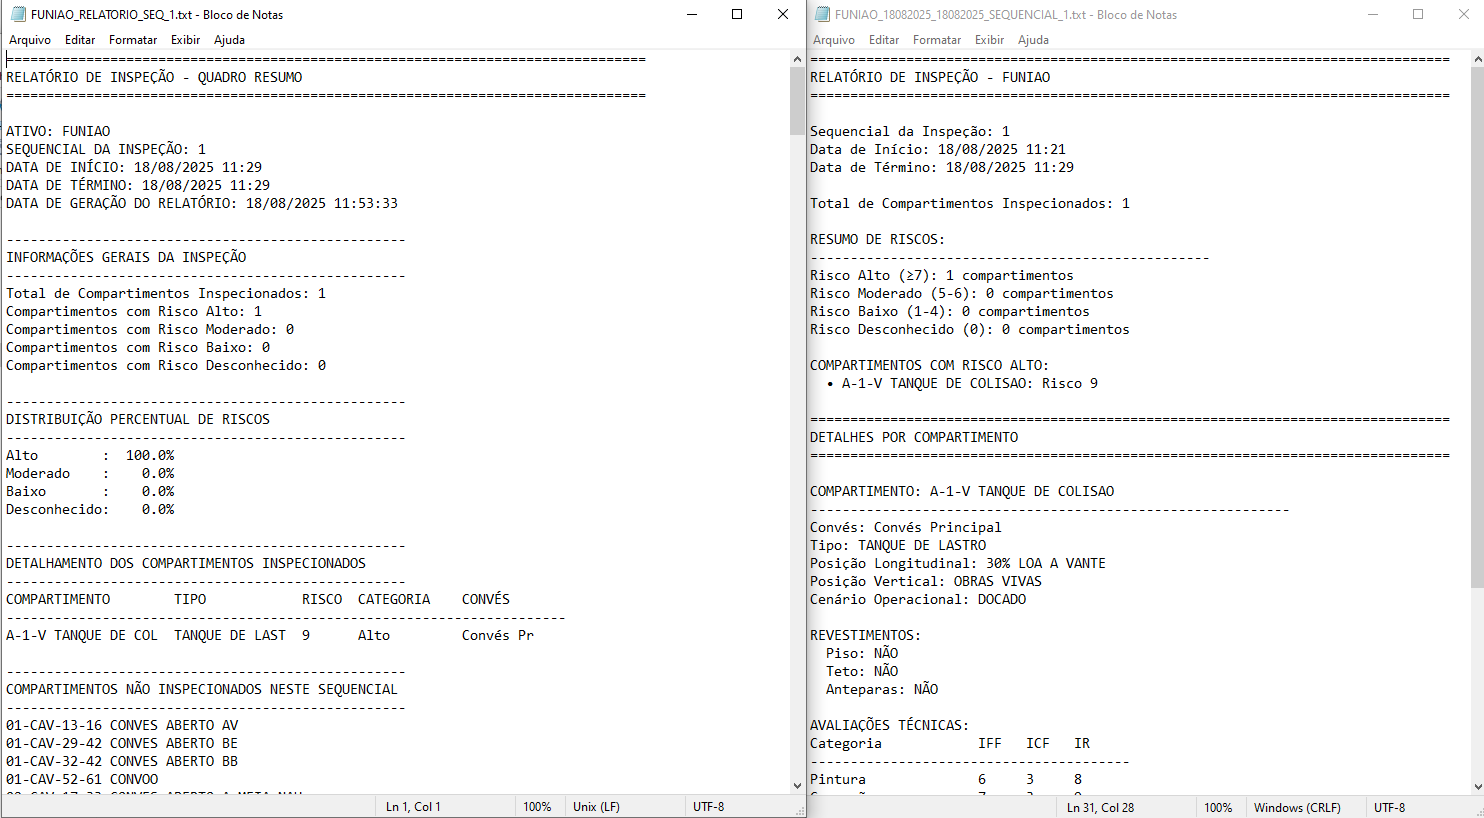 FUNIAO_RELATORIO_SEQ_1.txt - Bloco de Notas
Arquivo Editar Formatar Exibir Ajuda
================================================================================
RELATÓRIO DE INSPEÇÃO - QUADRO RESUMO
================================================================================
ATIVO: FUNIAO
SEQUENCIAL DA INSPEÇÃO: 1
DATA DE INÍCIO: 18/08/2025 11:29
DATA DE TÉRMINO: 18/08/2025 11:29
DATA DE GERAÇÃO DO RELATÓRIO: 18/08/2025 11:53:33
--------------------------------------------------
INFORMAÇÕES GERAIS DA INSPEÇÃO
--------------------------------------------------
Total de Compartimentos Inspecionados: 1
Compartimentos com Risco Alto: 1
Compartimentos com Risco Moderado: 0
Compartimentos com Risco Baixo: 0
Compartimentos com Risco Desconhecido: 0
--------------------------------------------------
DISTRIBUIÇÃO PERCENTUAL DE RISCOS
--------------------------------------------------
Alto        :  100.0%
Moderado    :    0.0%
Baixo       :    0.0%
Desconhecido:    0.0%
--------------------------------------------------
DETALHAMENTO DOS COMPARTIMENTOS INSPECIONADOS
--------------------------------------------------
COMPARTIMENTO        TIPO            RISCO  CATEGORIA    CONVÉS
----------------------------------------------------------------------
A-1-V TANQUE DE COL  TANQUE DE LAST  9      Alto         Convés Pr
--------------------------------------------------
COMPARTIMENTOS NÃO INSPECIONADOS NESTE SEQUENCIAL
--------------------------------------------------
01-CAV-13-16 CONVES ABERTO AV
01-CAV-29-42 CONVES ABERTO BE
01-CAV-32-42 CONVES ABERTO BB
01-CAV-52-61 CONVOO
Ln 1, Col 1 100% Unix (LF) UTF-8
FUNIAO_18082025_18082025_SEQUENCIAL_1.txt - Bloco de Notas
Arquivo Editar Formatar Exibir Ajuda
================================================================================
RELATÓRIO DE INSPEÇÃO - FUNIAO
================================================================================
Sequencial da Inspeção: 1
Data de Início: 18/08/2025 11:21
Data de Término: 18/08/2025 11:29
Total de Compartimentos Inspecionados: 1
RESUMO DE RISCOS:
--------------------------------------------------
Risco Alto (≥7): 1 compartimentos
Risco Moderado (5-6): 0 compartimentos
Risco Baixo (1-4): 0 compartimentos
Risco Desconhecido (0): 0 compartimentos
COMPARTIMENTOS COM RISCO ALTO:
• A-1-V TANQUE DE COLISAO: Risco 9
================================================================================
DETALHES POR COMPARTIMENTO
================================================================================
COMPARTIMENTO: A-1-V TANQUE DE COLISAO
------------------------------------------------------------
Convés: Convés Principal
Tipo: TANQUE DE LASTRO
Posição Longitudinal: 30% LOA A VANTE
Posição Vertical: OBRAS VIVAS
Cenário Operacional: DOCADO
REVESTIMENTOS:
Piso: NÃO
Teto: NÃO
Anteparas: NÃO
AVALIAÇÕES TÉCNICAS:
Categoria            IFF   ICF   IR
----------------------------------------
Pintura              6     3     8
Ln 31, Col 28 100% Windows (CRLF) UTF-8